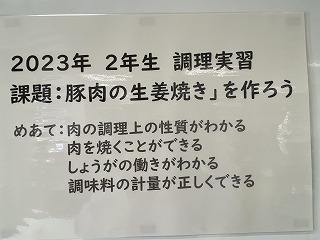 2023年 2年生 調理実習
課題:豚肉の生姜焼き」を作ろう
めあて:肉の調理上の性質がわかる
肉を焼くことができる
しょうがの働きがわかる
調味料の計量が正しくできる